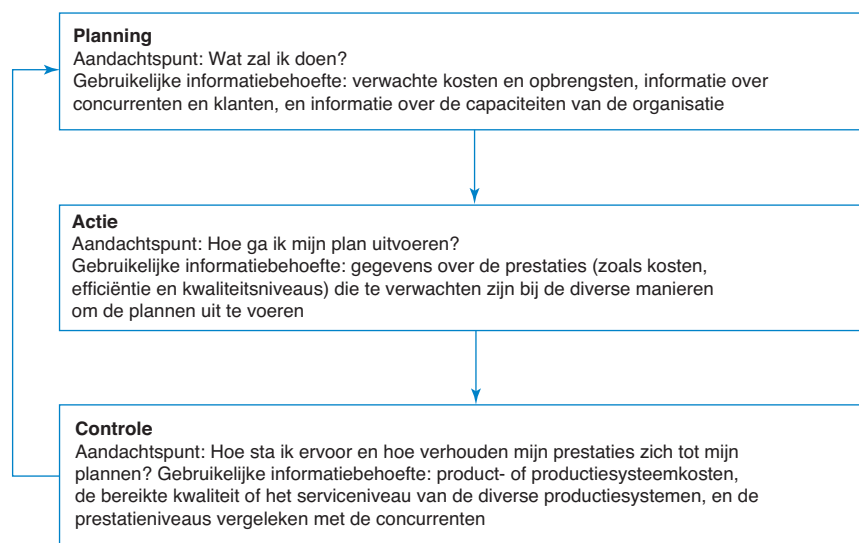 Planning
Aandachtspunt: Wat zal ik doen?
Gebruikelijke informatiebehoefte: verwachte kosten en opbrengsten, informatie over
concurrenten en klanten, en informatie over de capaciteiten van de organisatie
Actie
Aandachtspunt: Hoe ga ik mijn plan uitvoeren?
Gebruikelijke informatiebehoefte: gegevens over de prestaties (zoals kosten,
efficiëntie en kwaliteitsniveaus) die te verwachten zijn bij de diverse manieren
om de plannen uit te voeren
Controle
Aandachtspunt: Hoe sta ik ervoor en hoe verhouden mijn prestaties zich tot mijn
plannen? Gebruikelijke informatiebehoefte: product- of productiesysteemkosten,
de bereikte kwaliteit of het serviceniveau van de diverse productiesystemen, en de
prestatieniveaus vergeleken met de concurrenten